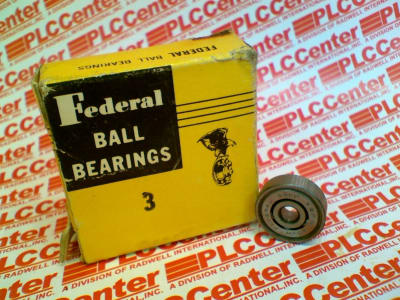 FEDERAL BALL BEARINGS
Federal
BALL
BEARINGS
3
PLCCenter
A DIVISION OF RADWELL INTERNATIONAL, INC.